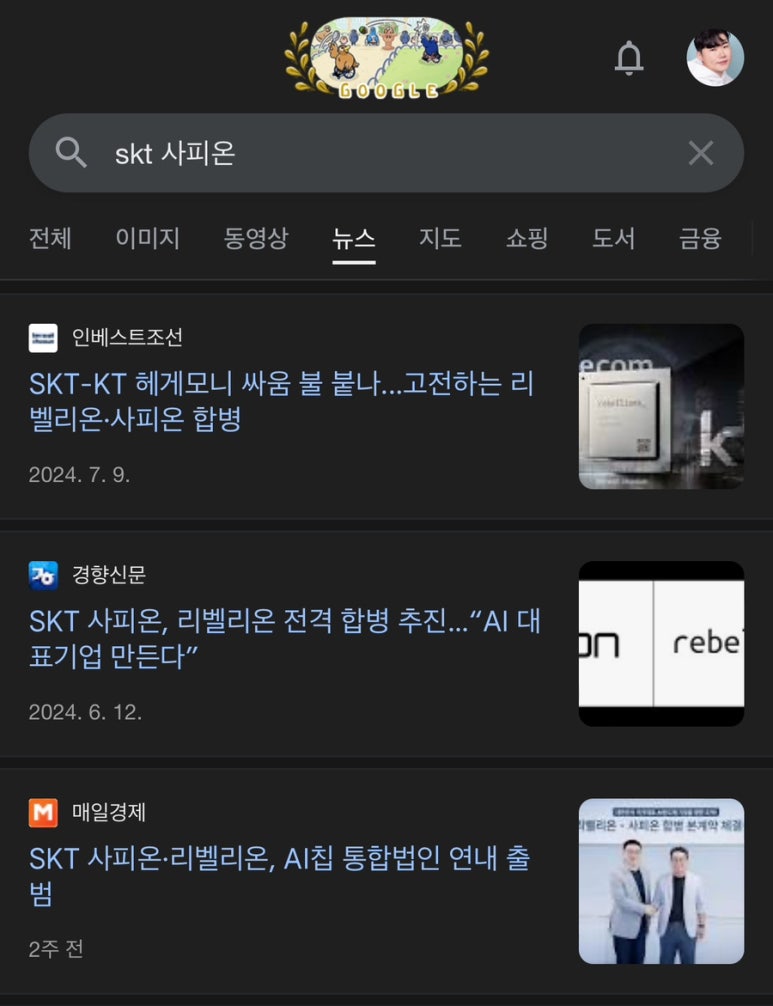 GOOGLE
skt 사피온
전체 이미지 동영상 뉴스 지도 쇼핑 도서 금융
인베스트조선
SKT-KT 헤게모니 싸움 불 붙나...고전하는 리
벨리온·사피온 합병
2024. 7. 9.
ecom
rebellions_
k
경향신문
SKT 사피온, 리벨리온 전격 합병 추진…“AI 대
표기업 만든다”
2024. 6. 12.
on rebel
매일경제
SKT 사피온·리벨리온, AI칩 통합법인 연내 출
범
리벨리온·사피온 합병 본계약 체결
2주 전